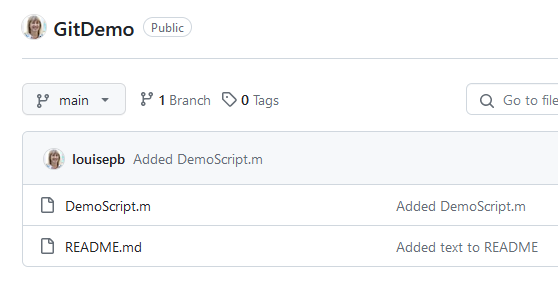 GitDemo Public
main 1 Branch 0 Tags Go to file
louisepb Added DemoScript.m
DemoScript.m Added DemoScript.m
README.md Added text to README